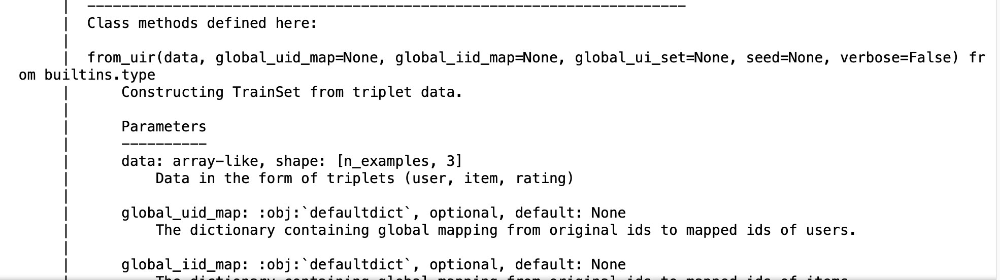 |  ----------------------------------------------------------------------
|  Class methods defined here:
|
|  from_uir(data, global_uid_map=None, global_iid_map=None, global_ui_set=None, seed=None, verbose=False) fr
om builtins.type
|      Constructing TrainSet from triplet data.
|
|      Parameters
|      ----------
|      data: array-like, shape: [n_examples, 3]
|          Data in the form of triplets (user, item, rating)
|
|      global_uid_map: :obj:`defaultdict`, optional, default: None
|          The dictionary containing global mapping from original ids to mapped ids of users.
|
|      global_iid_map: :obj:`defaultdict`, optional, default: None
|          The dictionary containing global mapping from original ids to mapped ids of items.